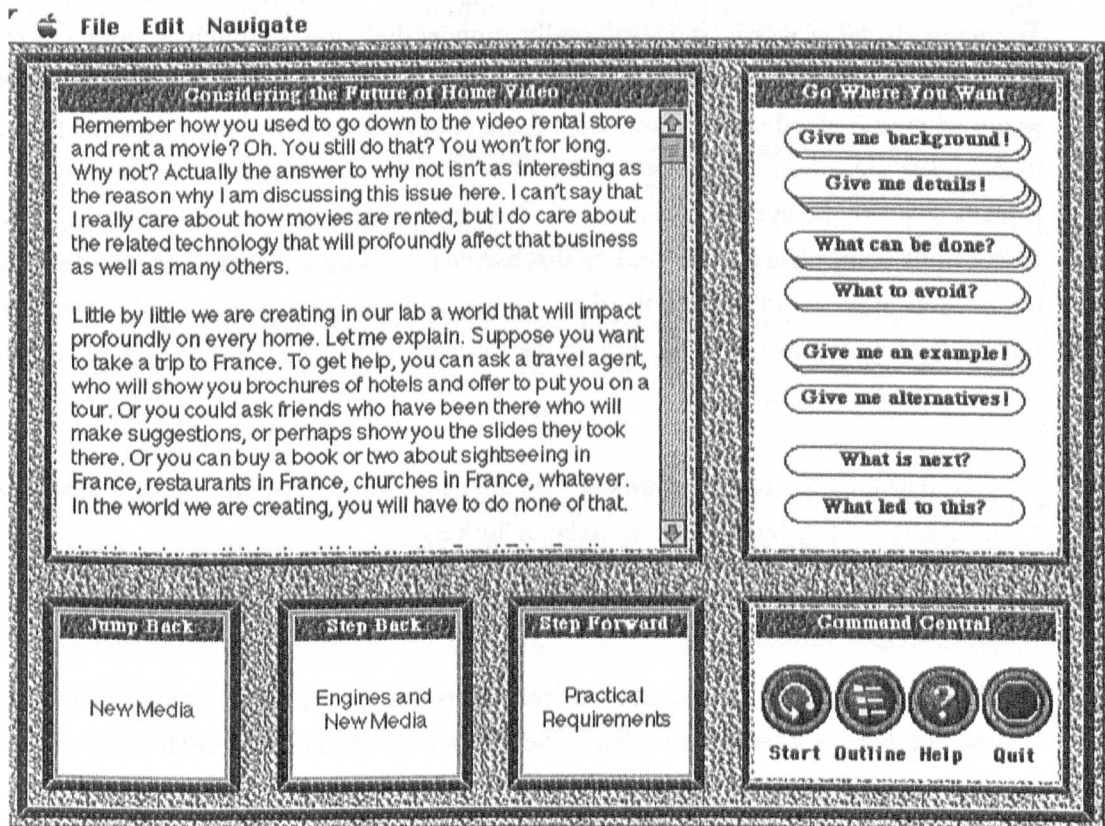 File Edit Navigate
Considering the Future of Home Video
Remember how you used to go down to the video rental store
and rent a movie? Oh. You still do that? You won't for long.
Why not? Actually the answer to why not isn't as interesting as
the reason why I am discussing this issue here. I can't say that
I really care about how movies are rented, but I do care about
the related technology that will profoundly affect that business
as well as many others.
Little by little we are creating in our lab a world that will impact
profoundly on every home. Let me explain. Suppose you want
to take a trip to France. To get help, you can ask a travel agent,
who will show you brochures of hotels and offer to put you on a
tour. Or you could ask friends who have been there who will
make suggestions, or perhaps show you the slides they took
there. Or you can buy a book or two about sightseeing in
France, restaurants in France, churches in France, whatever.
In the world we are creating, you will have to do none of that.
Go Where You Want
Give me background!
Give me details!
What can be done?
What to avoid?
Give me an example!
Give me alternatives!
What is next?
What led to this?
Jump Back
New Media
Step Back
Engines and
New Media
Step Forward
Practical
Requirements
Command Central
Start Outline Help Quit